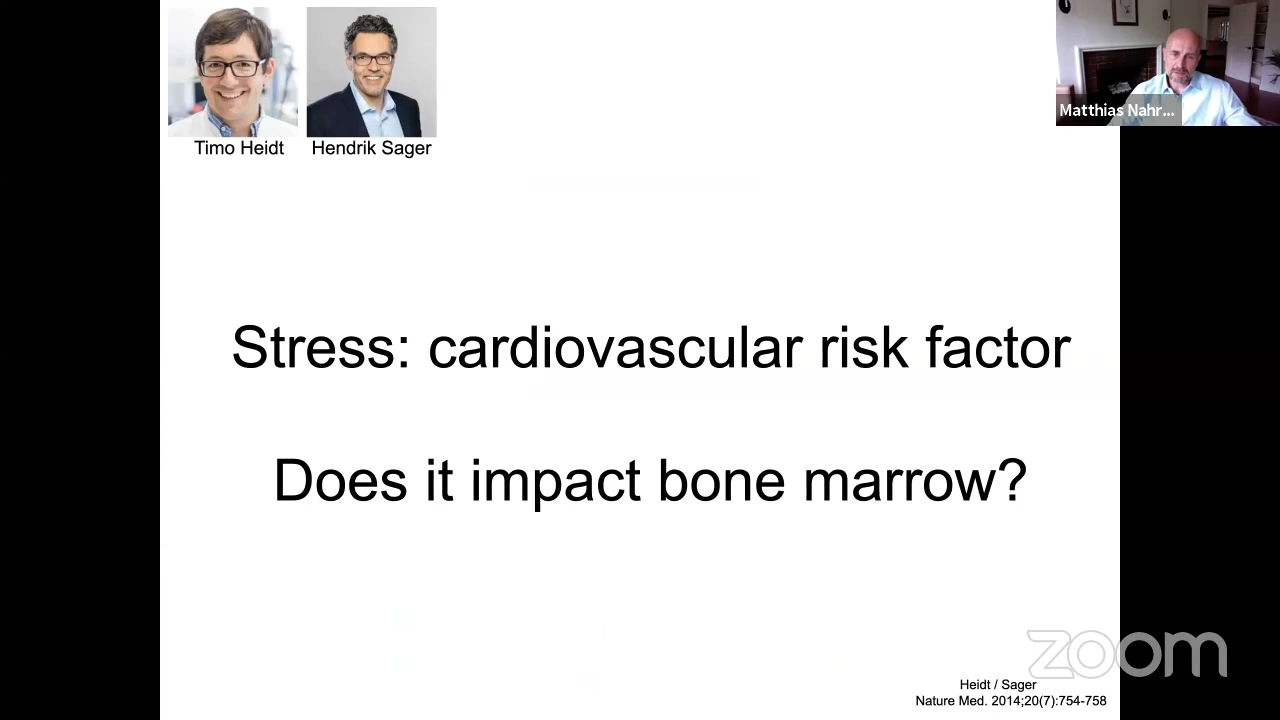 Timo Heidt
Hendrik Sager
Matthias Nahr...
Stress: cardiovascular risk factor
Does it impact bone marrow?
zoom
Heidt / Sager
Nature Med. 2014;20(7):754-758